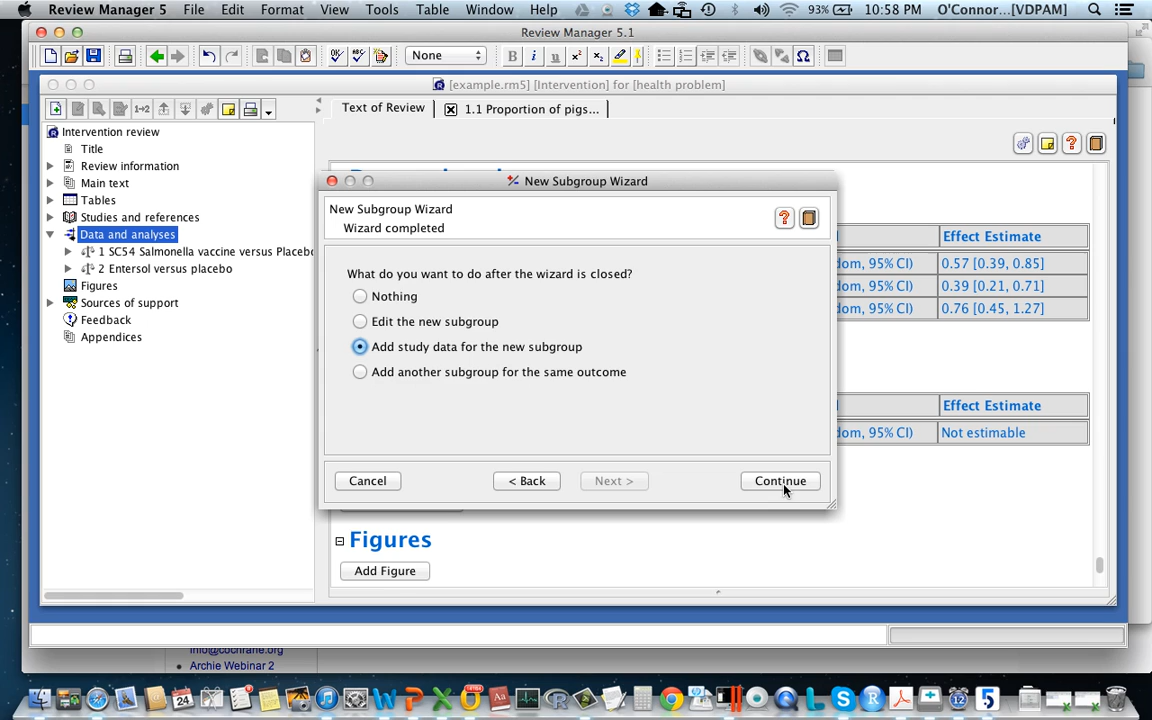 Review Manager 5 File Edit Format View Tools Table Window Help 93% 10:58 PM O'Connor...[VDPAM]
Review Manager 5.1
None B i u x² x₂ Ω
[example.rm5] [Intervention] for [health problem]
Text of Review 1.1 Proportion of pigs...
Intervention review
Title
Review information
Main text
Tables
Studies and references
Data and analyses
1 SC54 Salmonella vaccine versus Placebo
2 Entersol versus placebo
Figures
Sources of support
Feedback
Appendices
New Subgroup Wizard
New Subgroup Wizard
Wizard completed
What do you want to do after the wizard is closed?
Nothing
Edit the new subgroup
Add study data for the new subgroup
Add another subgroup for the same outcome
Cancel < Back Next > Continue
Effect Estimate
dom, 95% CI) 0.57 [0.39, 0.85]
dom, 95% CI) 0.39 [0.21, 0.71]
dom, 95% CI) 0.76 [0.45, 1.27]
Effect Estimate
dom, 95% CI) Not estimable
Figures
Add Figure
info@cochrane.org
Archie Webinar 2